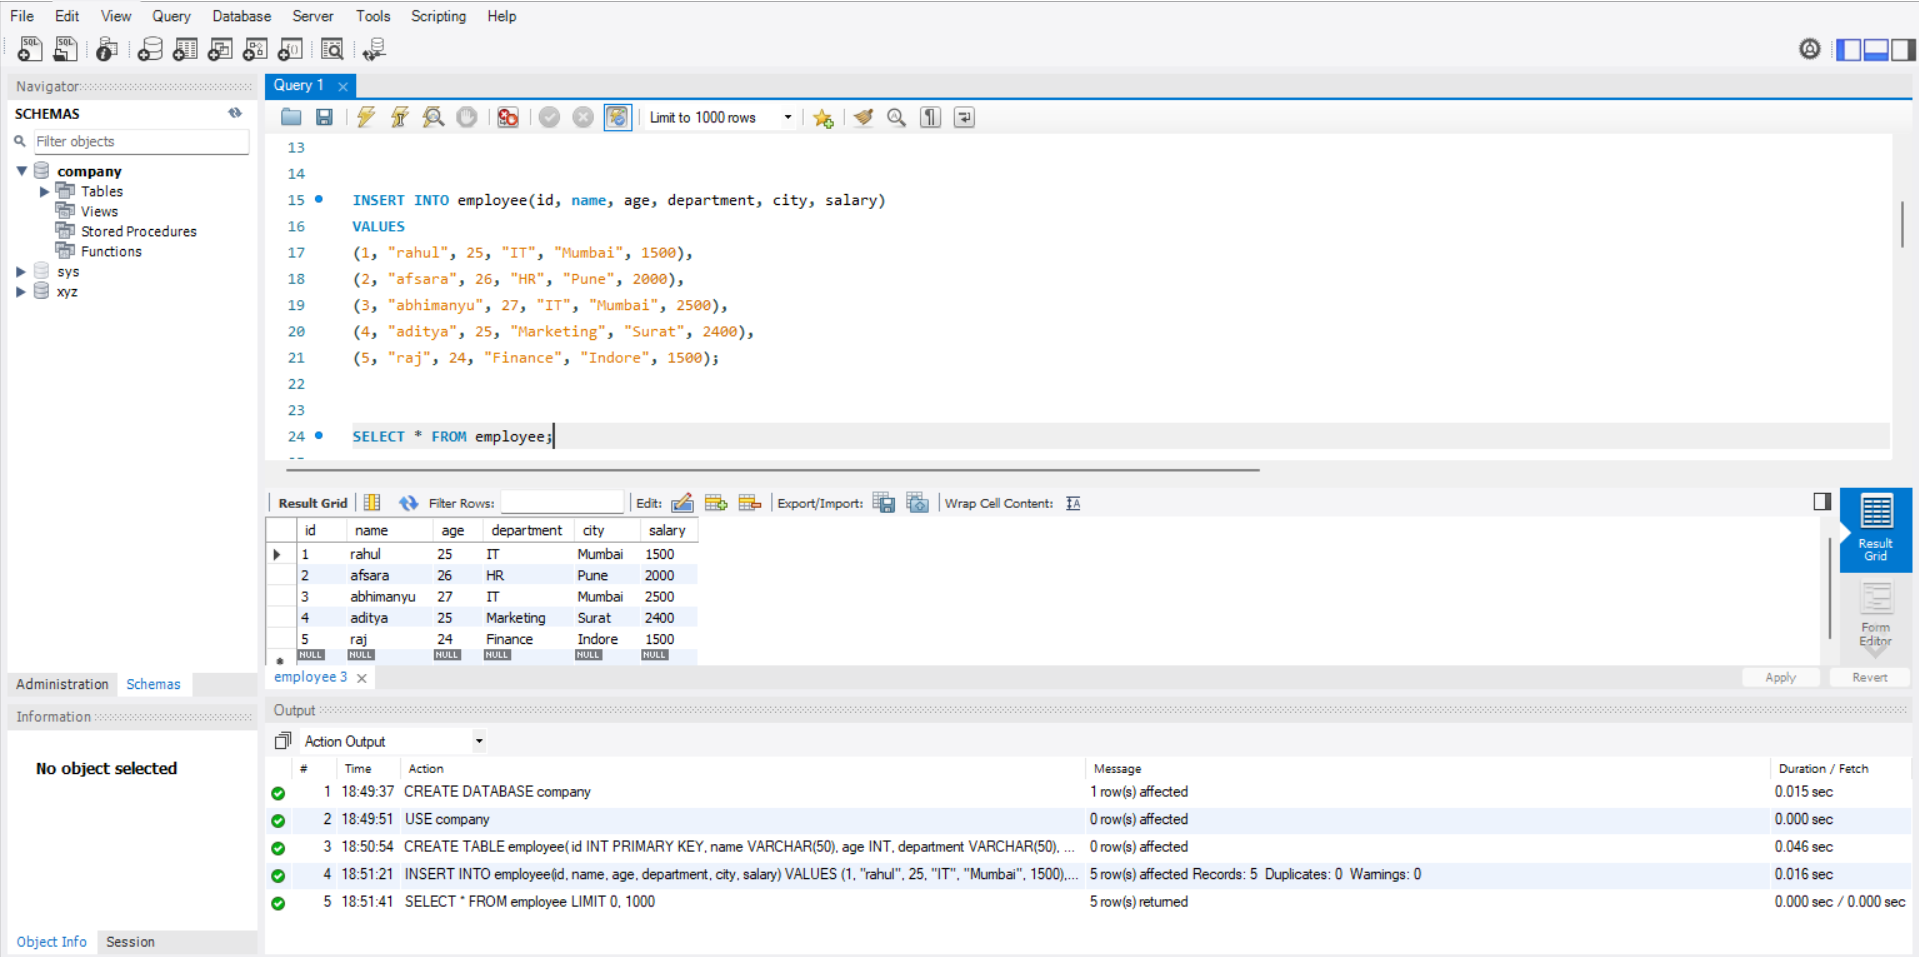 File Edit View Query Database Server Tools Scripting Help
Navigator
SCHEMAS
Filter objects
company
Tables
Views
Stored Procedures
Functions
sys
xyz
Administration Schemas
Information
No object selected
Object Info Session
Query 1
Limit to 1000 rows
13
14
15 INSERT INTO employee(id, name, age, department, city, salary)
16 VALUES
17 (1, "rahul", 25, "IT", "Mumbai", 1500),
18 (2, "afsara", 26, "HR", "Pune", 2000),
19 (3, "abhimanyu", 27, "IT", "Mumbai", 2500),
20 (4, "aditya", 25, "Marketing", "Surat", 2400),
21 (5, "raj", 24, "Finance", "Indore", 1500);
22
23
24 SELECT * FROM employee;
Result Grid Filter Rows: Edit: Export/Import: Wrap Cell Content:
id name age department city salary
1 rahul 25 IT Mumbai 1500
2 afsara 26 HR Pune 2000
3 abhimanyu 27 IT Mumbai 2500
4 aditya 25 Marketing Surat 2400
5 raj 24 Finance Indore 1500
NULL NULL NULL NULL NULL NULL
Result
Grid
Form
Editor
employee 3
Apply Revert
Output
Action Output
# Time Action Message Duration / Fetch
1 18:49:37 CREATE DATABASE company 1 row(s) affected 0.015 sec
2 18:49:51 USE company 0 row(s) affected 0.000 sec
3 18:50:54 CREATE TABLE employee( id INT PRIMARY KEY, name VARCHAR(50), age INT, department VARCHAR(50), ... 0 row(s) affected 0.046 sec
4 18:51:21 INSERT INTO employee(id, name, age, department, city, salary) VALUES (1, "rahul", 25, "IT", "Mumbai", 1500),... 5 row(s) affected Records: 5 Duplicates: 0 Warnings: 0 0.016 sec
5 18:51:41 SELECT * FROM employee LIMIT 0, 1000 5 row(s) returned 0.000 sec / 0.000 sec